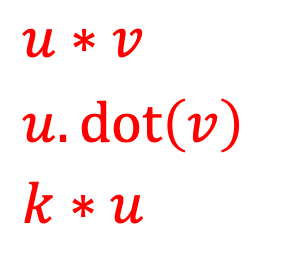 u * v
u. dot(v)
k * u